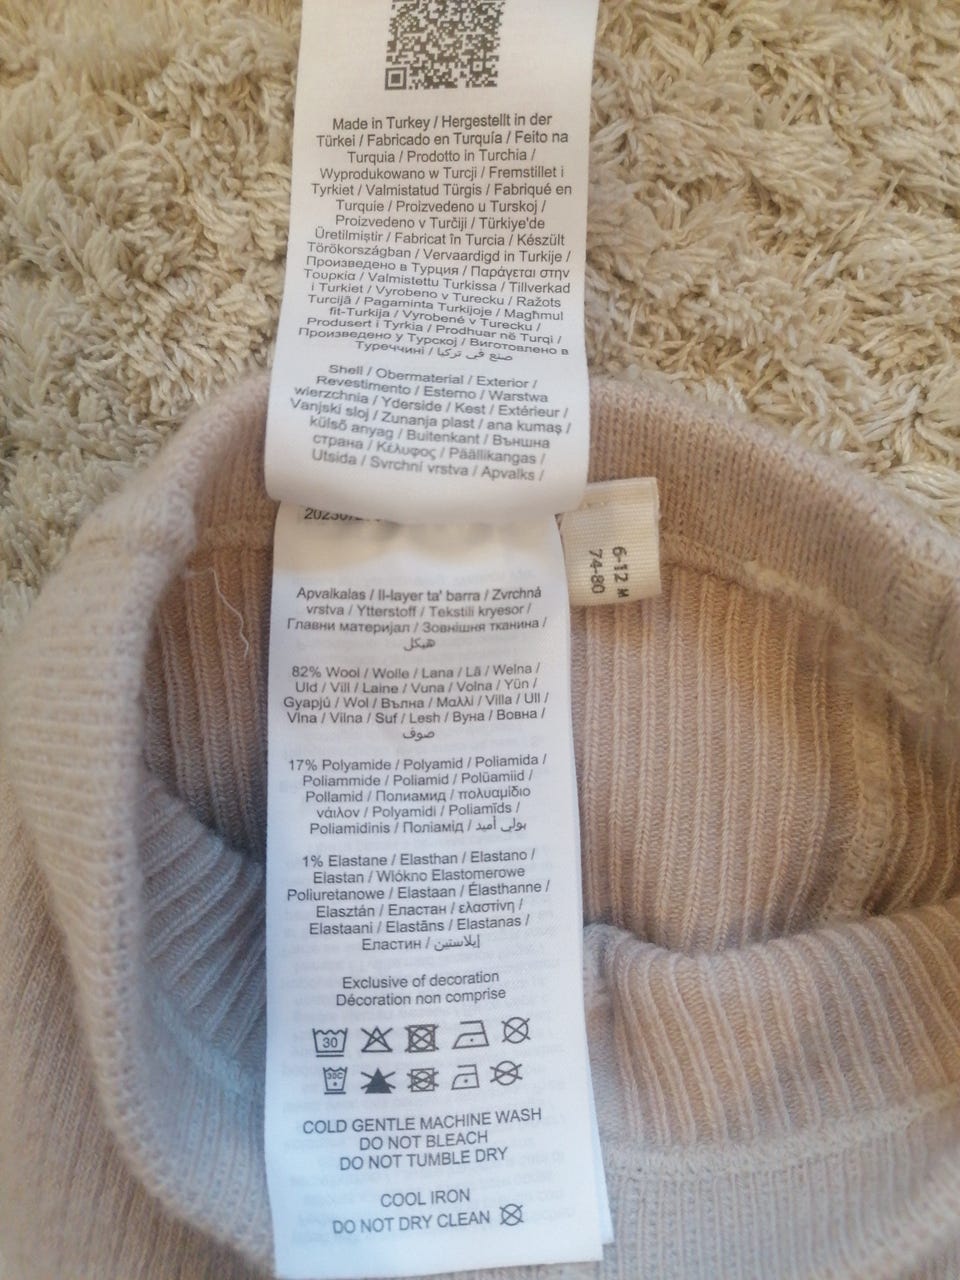 Made in Turkey / Hergestellt in der
Türkei / Fabricado en Turquía / Feito na
Turquia / Prodotto in Turchia /
Wyprodukowano w Turcji / Fremstillet i
Tyrkiet / Valmistatud Türgis / Fabriqué en
Turquie / Proizvedeno u Turskoj /
Proizvedeno v Turčiji / Türkiye'de
Üretilmiştir / Fabricat în Turcia / Készült
Törökországban / Vervaardigd in Turkije /
Произведено в Турция / Παράγεται στην
Τουρκία / Valmistettu Turkissa / Tillverkad
i Turkiet / Vyrobeno v Turecku / Ražots
Turcijā / Pagaminta Turkijoje / Magħmul
fit-Turkija / Vyrobené v Turecku /
Produsert i Tyrkia / Prodhuar në Turqi /
Произведено у Турској / Виготовлено в
Туреччині / صنع في تركيا
Shell / Obermaterial / Exterior /
Revestimento / Esterno / Warstwa
wierzchnia / Yderside / Kest / Extérieur /
Vanjski sloj / Zunanja plast / ana kumaş /
külső anyag / Buitenkant / Външна
страна / Κέλυφος / Päällikangas /
Utsida / Svrchní vrstva / Apvalks /
6-12 M
74-80
Apvalkalas / Il-layer ta' barra / Zvrchná
vrstva / Ytterstoff / Tekstili kryesor /
Главни материјал / Зовнішня тканина /
هيكل
82% Wool / Wolle / Lana / Lã / Wełna /
Uld / Vill / Laine / Vuna / Volna / Yün /
Gyapjú / Wol / Вълна / Μαλλί / Villa / Ull /
Vlna / Vilna / Suf / Lesh / Вуна / Вовна /
صوف
17% Polyamide / Polyamid / Poliamida /
Poliammide / Poliamid / Polüamiid /
Poliamid / Полиамид / πολυαμίδιο
νάιλον / Polyamidi / Poliamīds /
Poliamidinis / Поліамід / بولي أميد
1% Elastane / Elasthan / Elastano /
Elastan / Włókno Elastomerowe
Poliuretanowe / Elastaan / Élasthanne /
Elasztán / Еластан / ελαστίνη /
Elastaani / Elastāns / Elastanas /
Еластин / إيلاستين
Exclusive of decoration
Décoration non comprise
30
30C
COLD GENTLE MACHINE WASH
DO NOT BLEACH
DO NOT TUMBLE DRY
COOL IRON
DO NOT DRY CLEAN